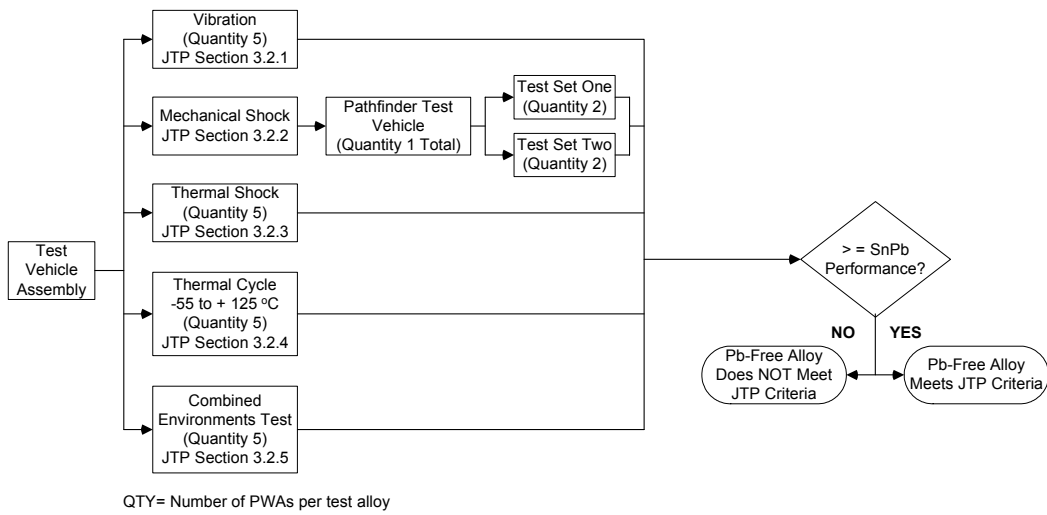 Vibration
(Quantity 5)
JTP Section 3.2.1
Mechanical Shock
JTP Section 3.2.2
Pathfinder Test
Vehicle
(Quantity 1 Total)
Test Set One
(Quantity 2)
Test Set Two
(Quantity 2)
Thermal Shock
(Quantity 5)
JTP Section 3.2.3
Test
Vehicle
Assembly
Thermal Cycle
-55 to + 125 ºC
(Quantity 5)
JTP Section 3.2.4
Combined
Environments Test
(Quantity 5)
JTP Section 3.2.5
> = SnPb
Performance?
NO YES
Pb-Free Alloy
Does NOT Meet
JTP Criteria
Pb-Free Alloy
Meets JTP Criteria
QTY= Number of PWAs per test alloy